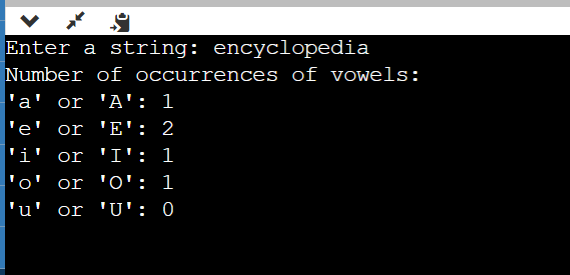 Enter a string: encyclopedia
Number of occurrences of vowels:
'a' or 'A': 1
'e' or 'E': 2
'i' or 'I': 1
'o' or 'O': 1
'u' or 'U': 0